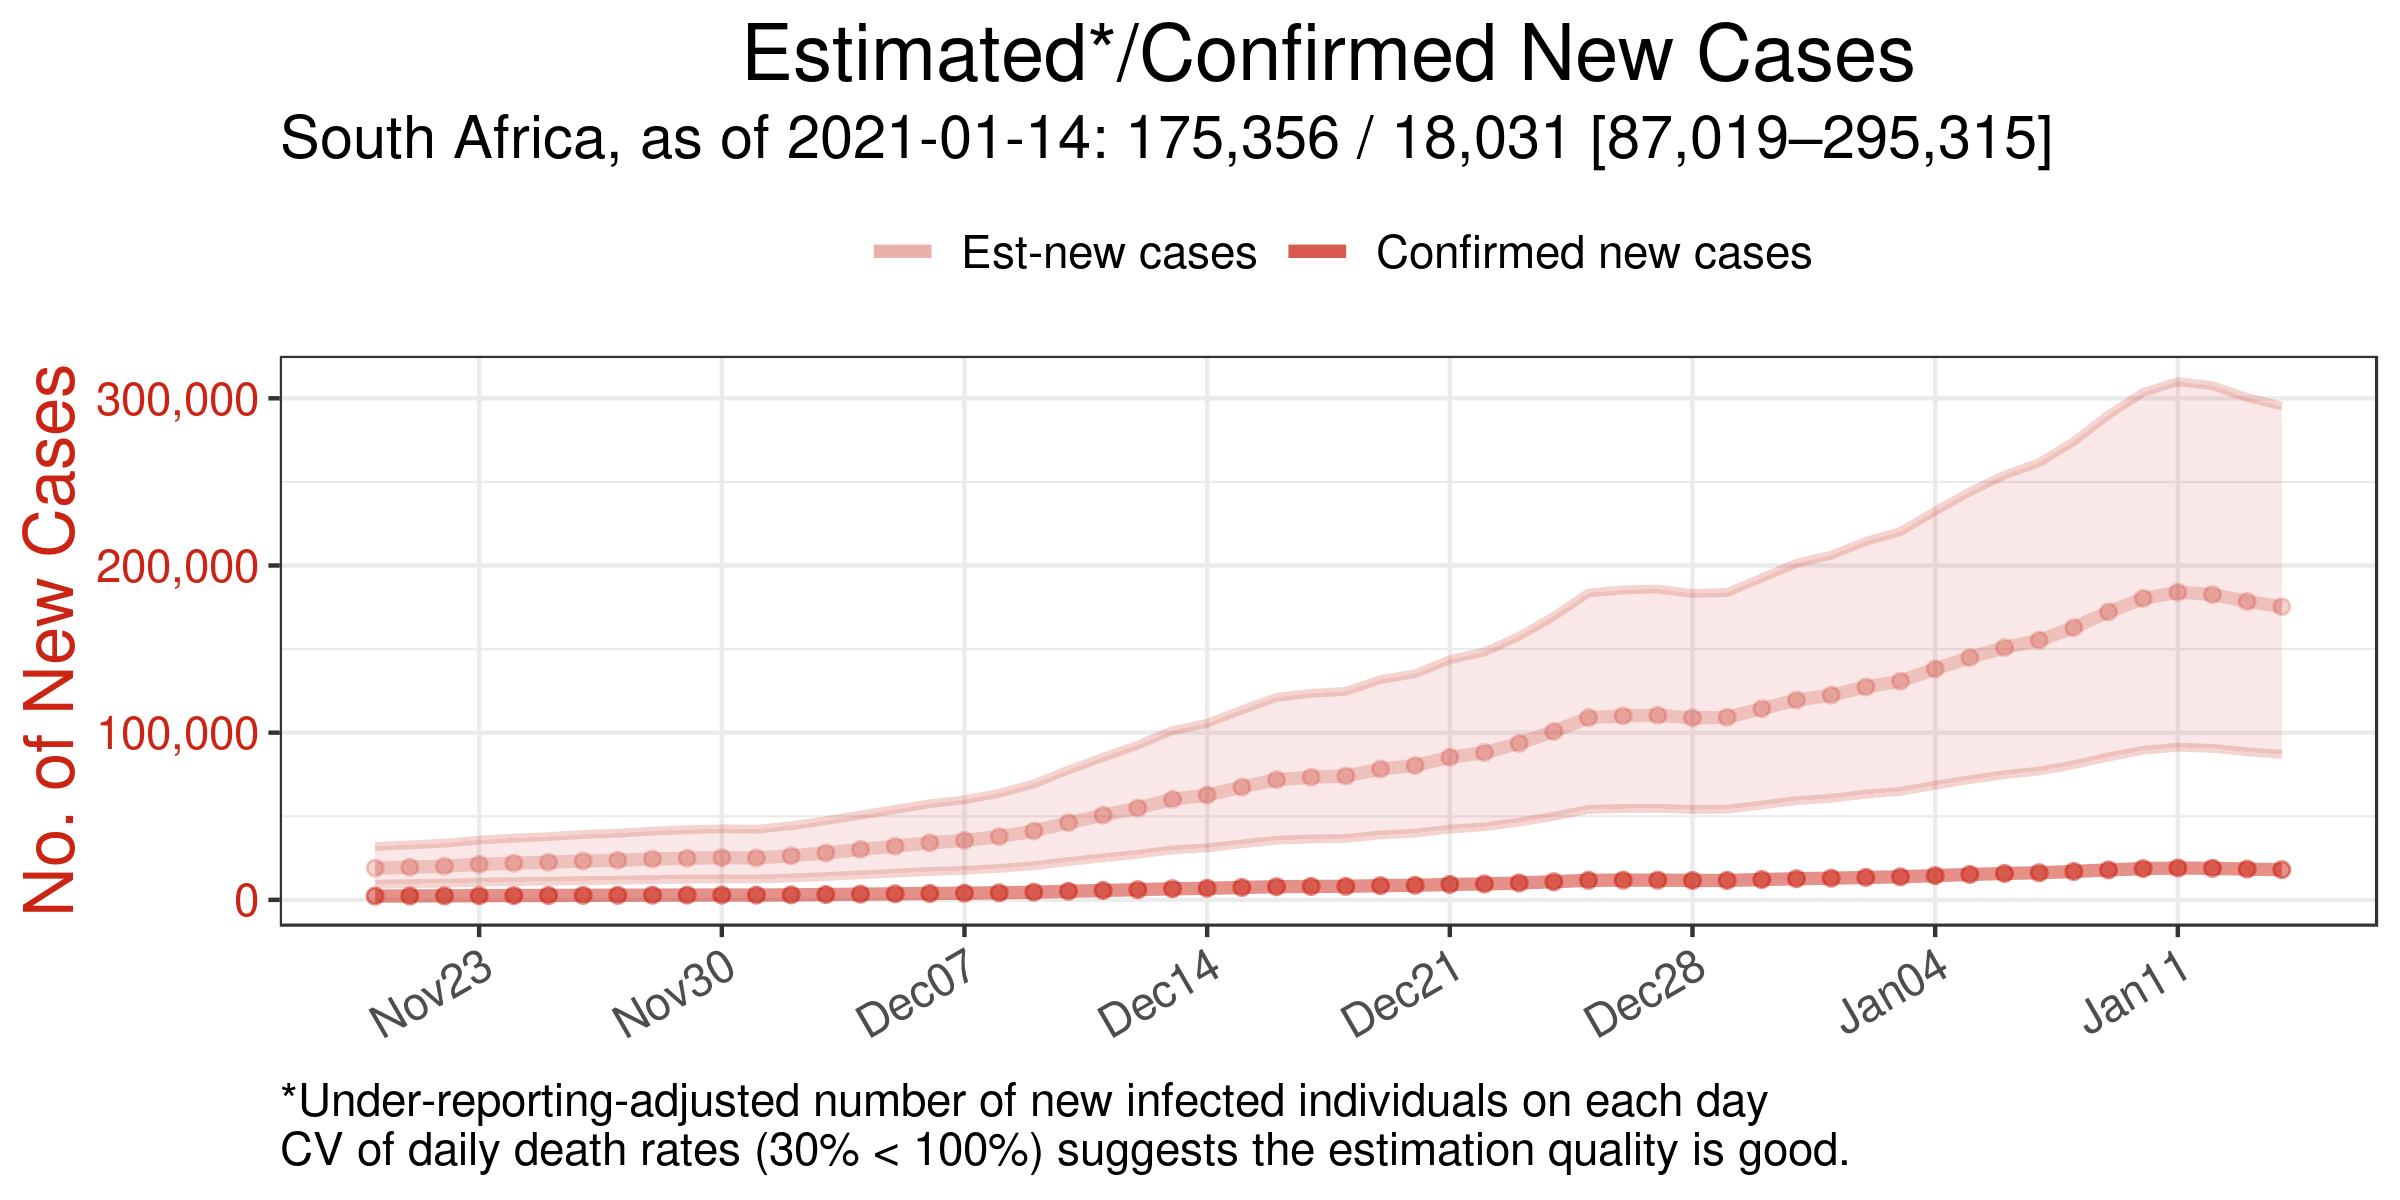 Estimated*/Confirmed New Cases
South Africa, as of 2021-01-14: 175,356 / 18,031 [87,019–295,315]
Est-new cases
Confirmed new cases
No. of New Cases
300,000
200,000
100,000
0
Nov23
Nov30
Dec07
Dec14
Dec21
Dec28
Jan04
Jan11
*Under-reporting-adjusted number of new infected individuals on each day
CV of daily death rates (30% < 100%) suggests the estimation quality is good.